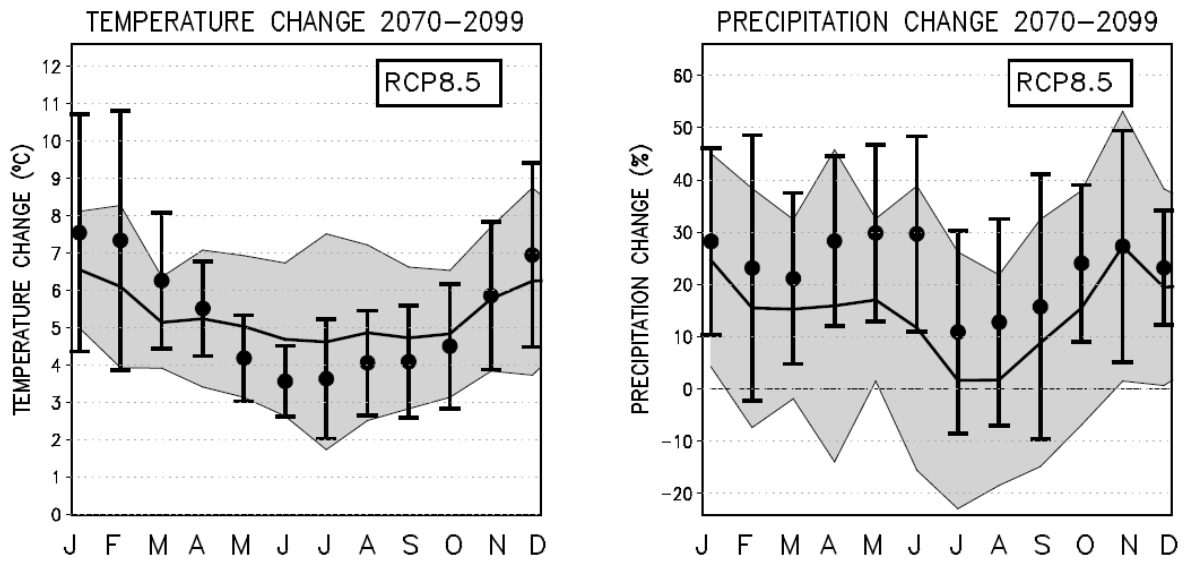 TEMPERATURE CHANGE 2070−2099
RCP8.5
TEMPERATURE CHANGE (°C)
12
11
10
9
8
7
6
5
4
3
2
1
0
J F M A M J J A S O N D
PRECIPITATION CHANGE 2070−2099
RCP8.5
PRECIPITATION CHANGE (%)
60
50
40
30
20
10
0
−10
−20
J F M A M J J A S O N D